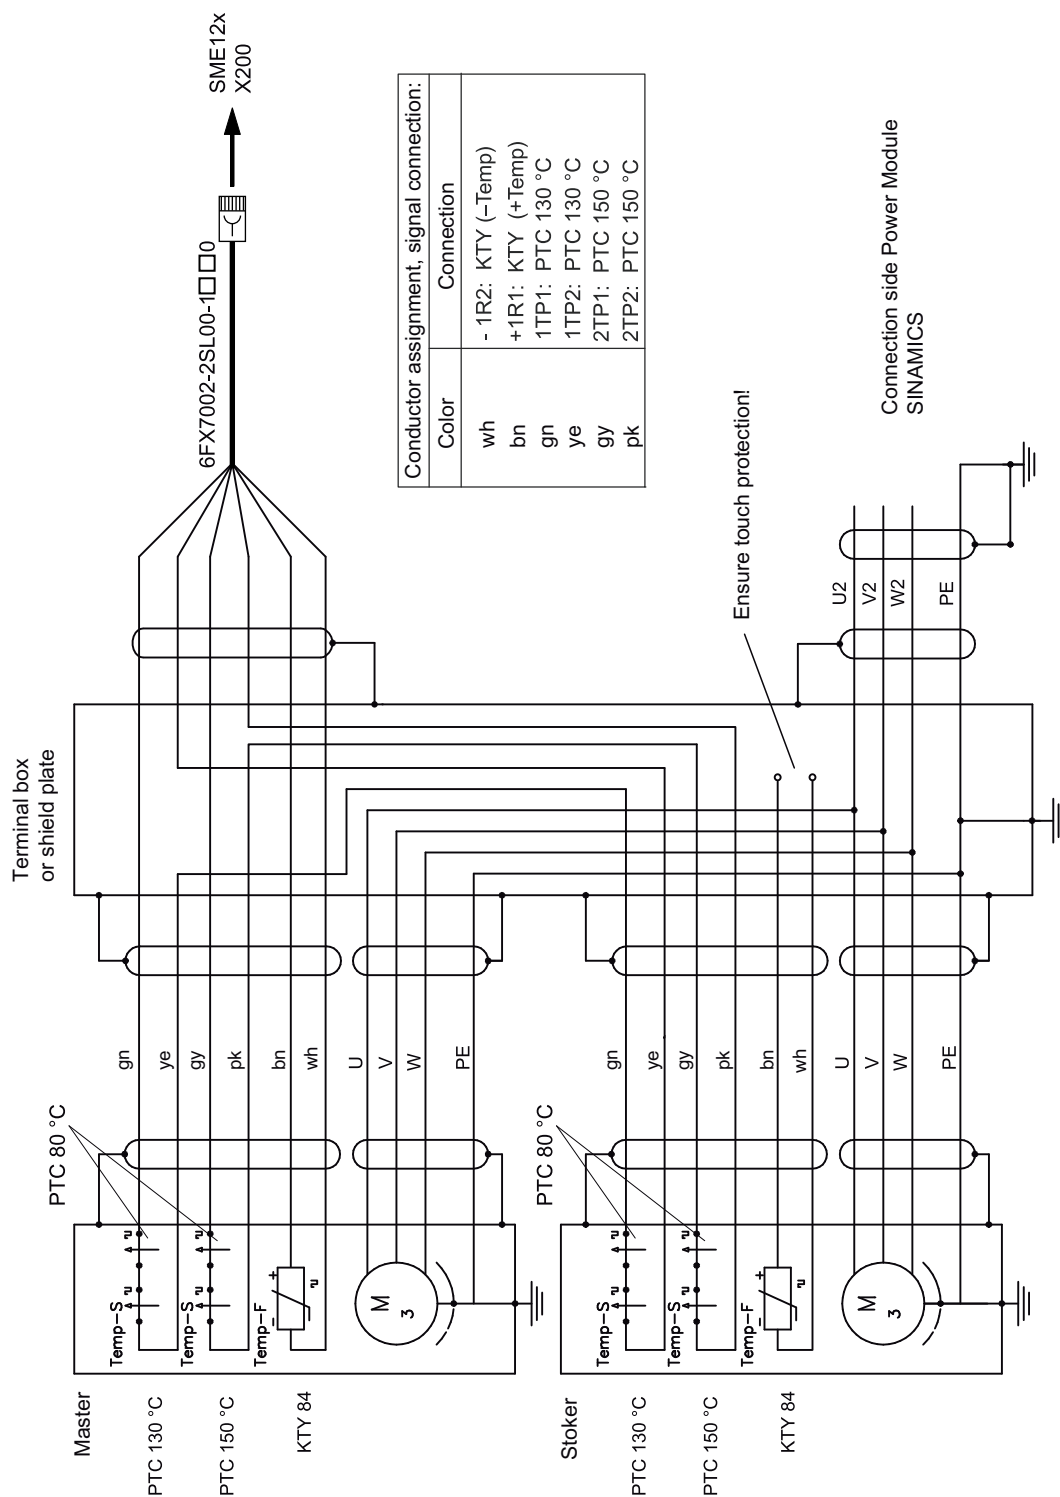 Master
PTC 130 °C
PTC 150 °C
KTY 84
Temp–S
Temp–S
Temp–F
ϑ
ϑ
ϑ
ϑ
ϑ
+
–
M
3
PTC 80 °C
gn
ye
gy
pk
bn
wh
U
V
W
PE
Terminal box
or shield plate
6FX7002-2SL00-1□□0
SME12x
X200
Conductor assignment, signal connection:
Color Connection
wh - 1R2: KTY (–Temp)
bn +1R1: KTY (+Temp)
gn 1TP1: PTC 130 °C
ye 1TP2: PTC 130 °C
gy 2TP1: PTC 150 °C
pk 2TP2: PTC 150 °C
Stoker
PTC 130 °C
PTC 150 °C
KTY 84
Temp–S
Temp–S
Temp–F
ϑ
ϑ
ϑ
ϑ
ϑ
+
–
M
3
PTC 80 °C
gn
ye
gy
pk
bn
wh
U
V
W
PE
Ensure touch protection!
U2
V2
W2
PE
Connection side Power Module
SINAMICS